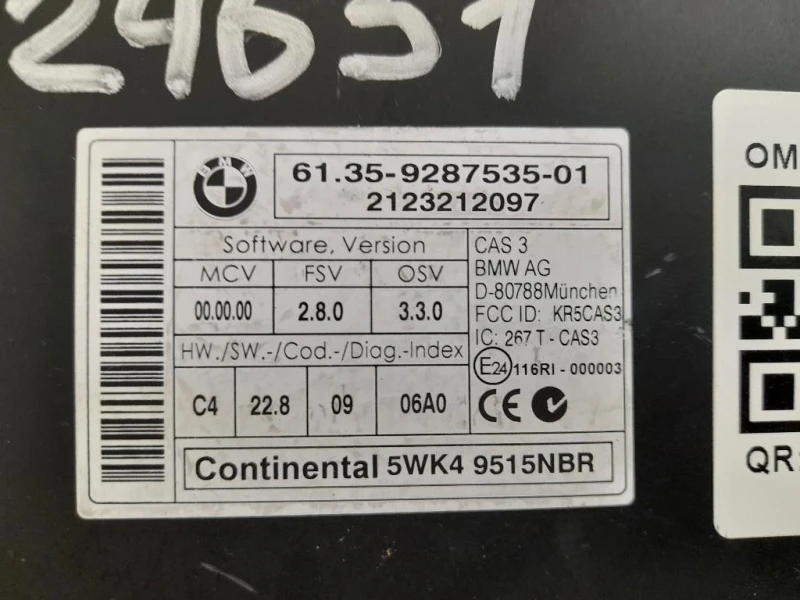 24651
BMW
61.35-9287535-01
2123212097
Software, Version
MCV FSV OSV
00.00.00 2.8.0 3.3.0
HW./SW.-/Cod.-/Diag.-Index
C4 22.8 09 06A0
CAS 3
BMW AG
D-80788München
FCC ID: KR5CAS3
IC: 267 T - CAS3
E24 116RI - 000003
CE
Continental 5WK4 9515NBR
OM
QR